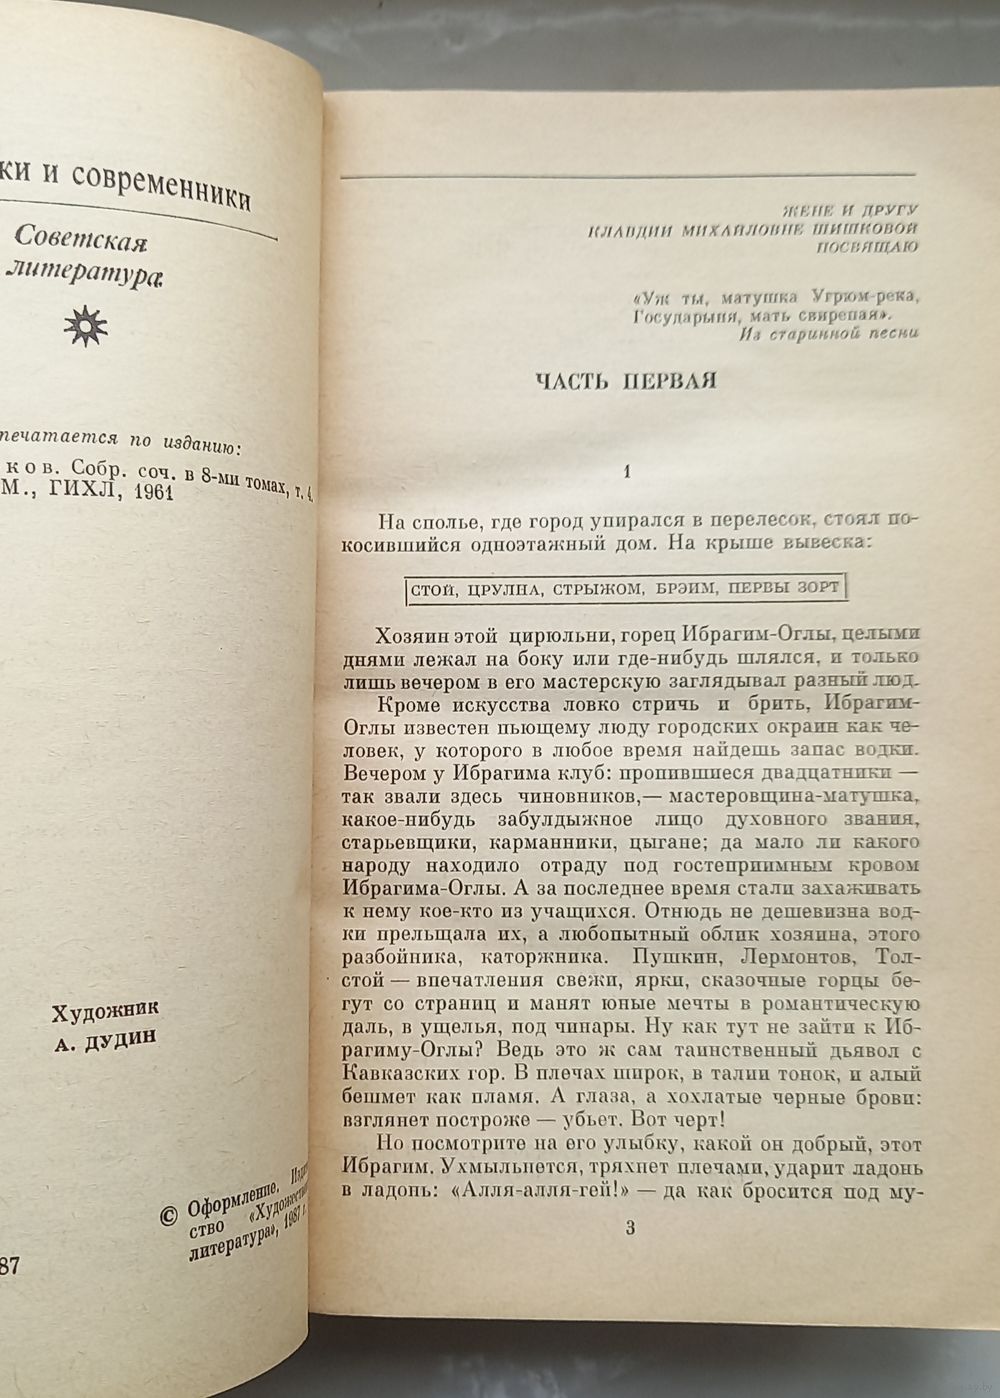 ки и современники
Советская
литература
печатается по изданию:
ков. Собр. соч. в 8-ми томах, т. 4.
М., ГИХЛ, 1961
Художник
А. ДУДИН
© Оформление. Изда
ство «Художествен
литература», 1987 г.
87
ЖЕНЕ И ДРУГУ
КЛАВДИИ МИХАЙЛОВНЕ ШИШКОВОЙ
ПОСВЯЩАЮ
«Уж ты, матушка Угрюм-река,
Государыня, мать свирепая».
Из старинной песни
ЧАСТЬ ПЕРВАЯ
1
На сполье, где город упирался в перелесок, стоял по-
косившийся одноэтажный дом. На крыше вывеска:
СТОЙ, ЦРУЛНА, СТРЫЖОМ, БРЭИМ, ПЕРВЫ ЗОРТ
Хозяин этой цирюльни, горец Ибрагим-Оглы, целыми
днями лежал на боку или где-нибудь шлялся, и только
лишь вечером в его мастерскую заглядывал разный люд.
Кроме искусства ловко стричь и брить, Ибрагим-
Оглы известен пьющему люду городских окраин как че-
ловек, у которого в любое время найдешь запас водки.
Вечером у Ибрагима клуб: пропившиеся двадцатники —
так звали здесь чиновников,— мастеровщина-матушка,
какое-нибудь забулдыжное лицо духовного звания,
старьевщики, карманники, цыгане; да мало ли какого
народу находило отраду под гостеприимным кровом
Ибрагима-Оглы. А за последнее время стали захаживать
к нему кое-кто из учащихся. Отнюдь не дешевизна вод-
ки прельщала их, а любопытный облик хозяина, этого
разбойника, каторжника. Пушкин, Лермонтов, Тол-
стой — впечатления свежи, ярки, сказочные горцы бе-
гут со страниц и манят юные мечты в романтическую
даль, в ущелья, под чинары. Ну как тут не зайти к Иб-
рагиму-Оглы? Ведь это ж сам таинственный дьявол с
Кавказских гор. В плечах широк, в талии тонок, и алый
бешмет как пламя. А глаза, а хохлатые черные брови:
взглянет построже — убьет. Вот черт!
Но посмотрите на его улыбку, какой он добрый, этот
Ибрагим. Ухмыльнется, тряхнет плечами, ударит ладонь
в ладонь: «Алля-алля-гей!» — да как бросится под му-
3